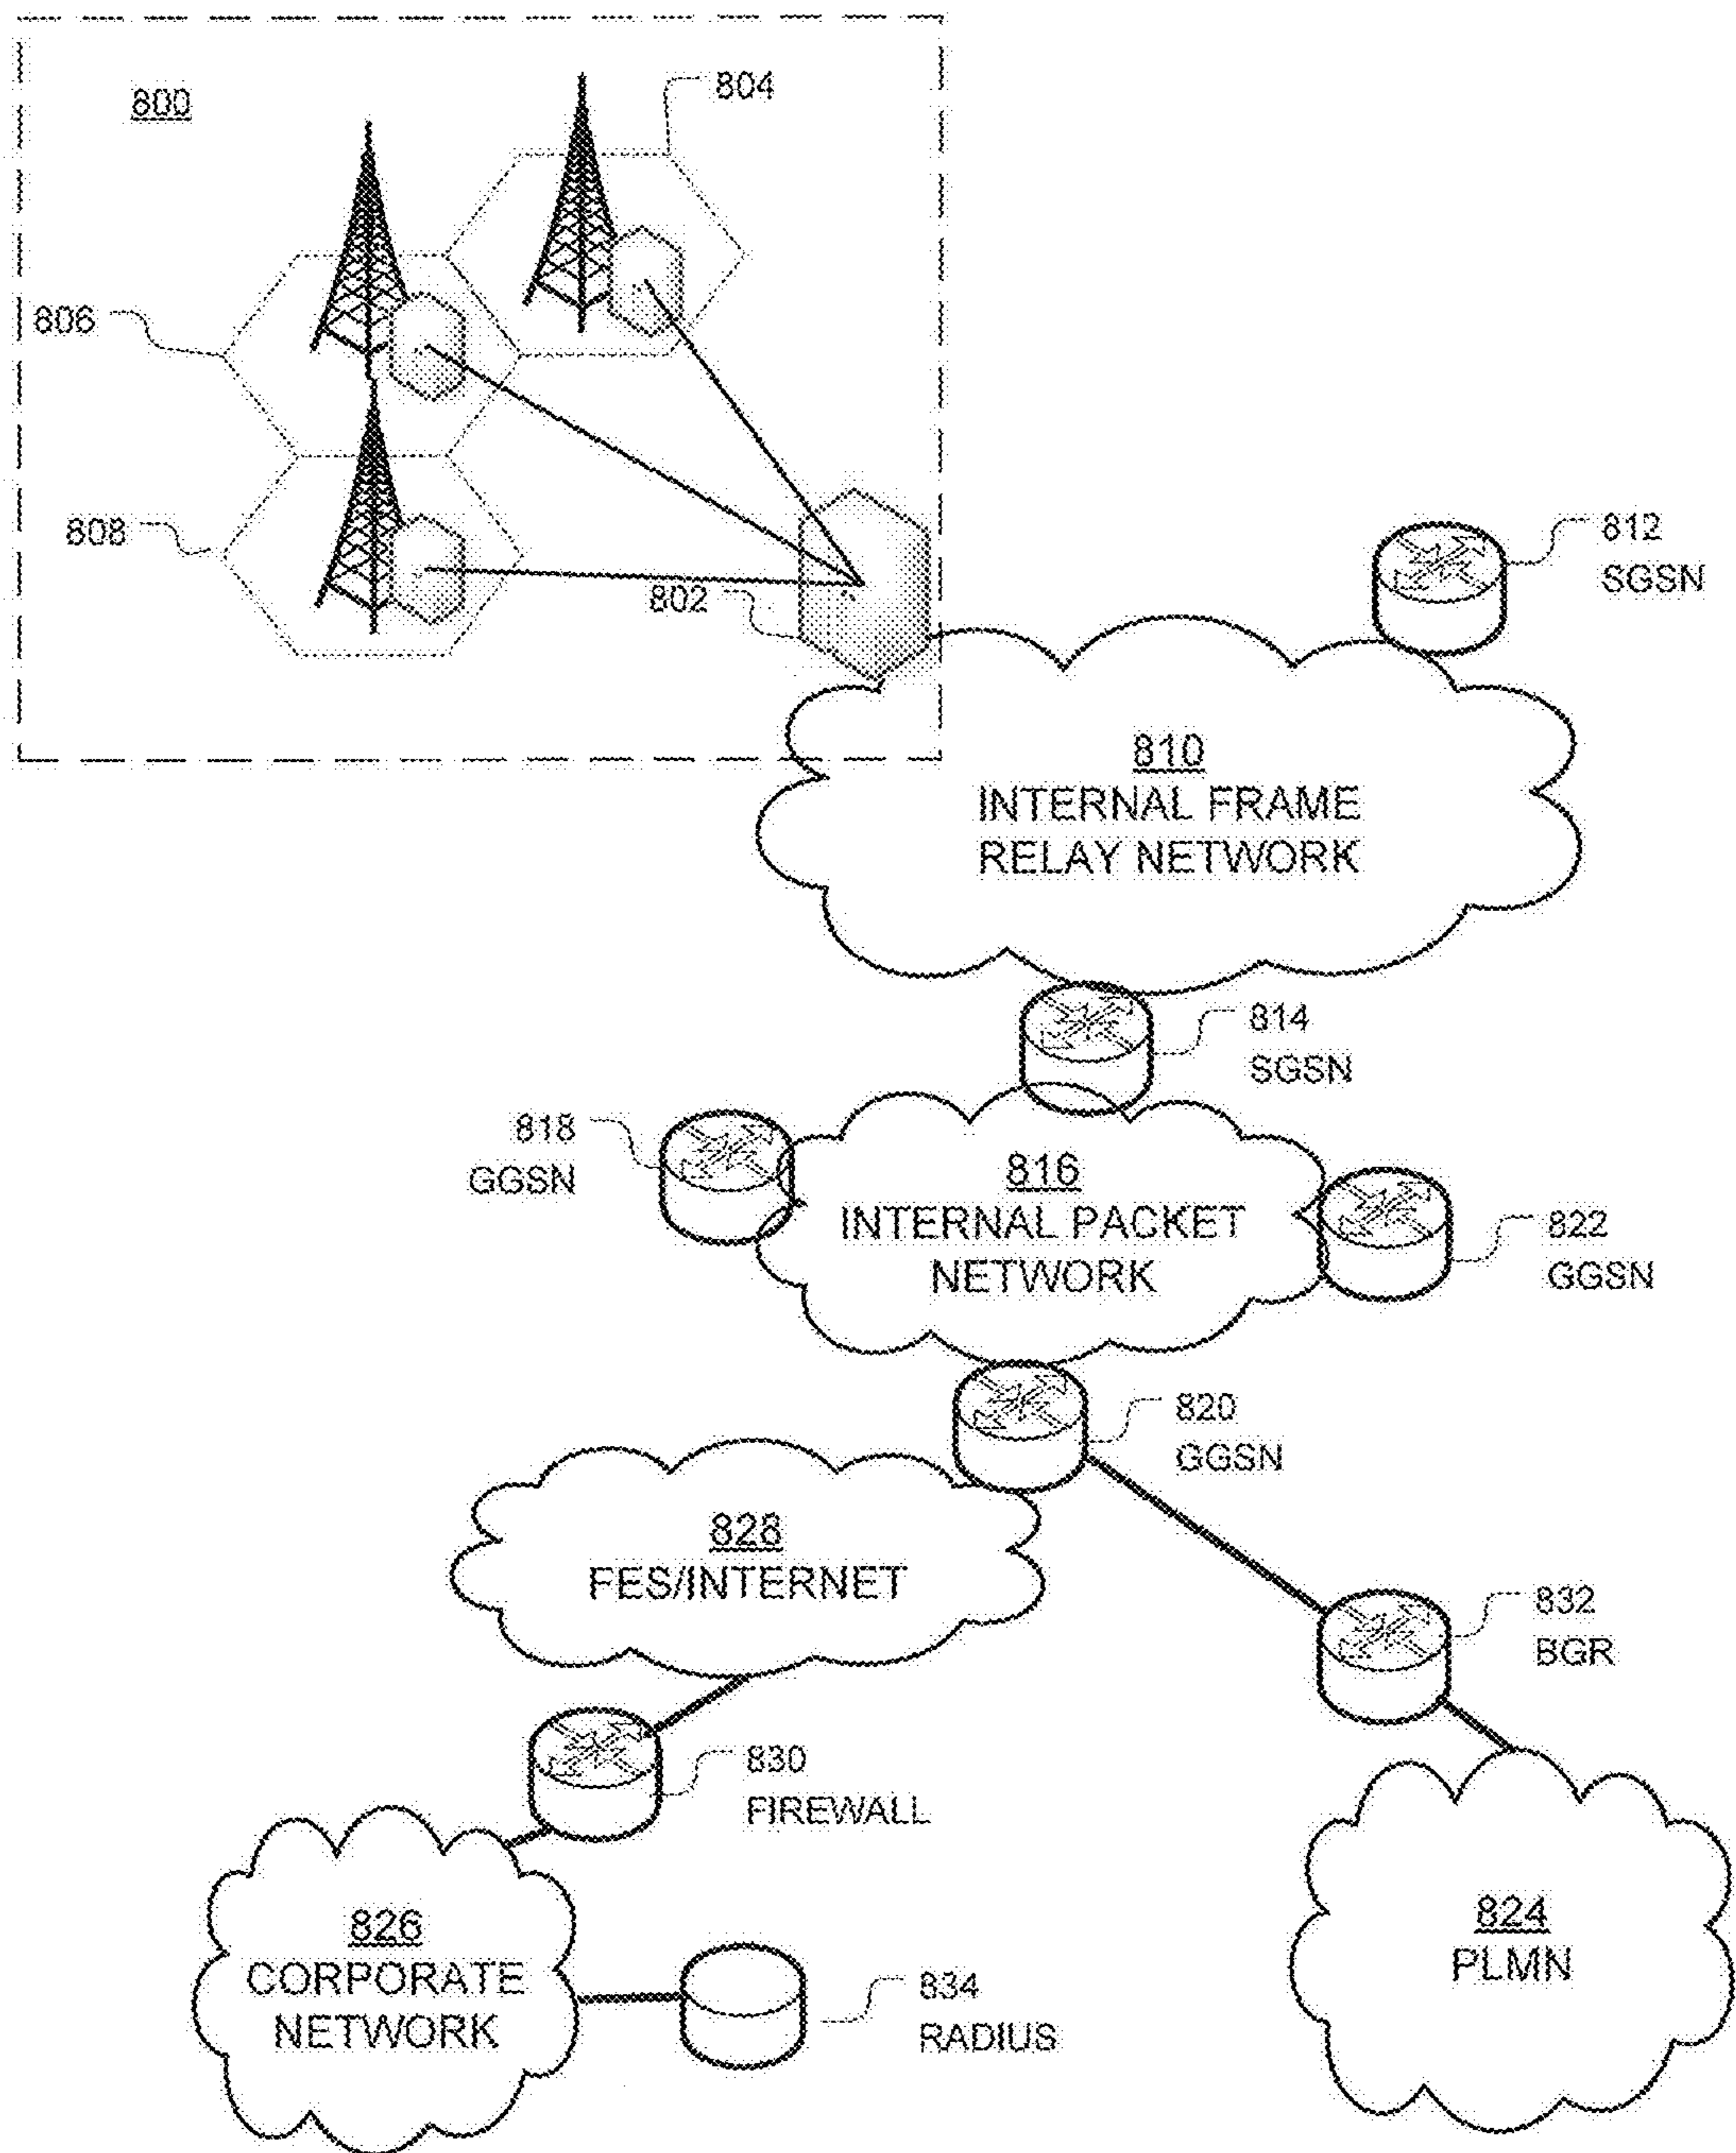 800
804
806
808
802
812
SGSN
810
INTERNAL FRAME
RELAY NETWORK
814
SGSN
818
GGSN
816
INTERNAL PACKET
NETWORK
822
GGSN
820
GGSN
828
FES/INTERNET
832
BGR
830
FIREWALL
826
CORPORATE
NETWORK
834
RADIUS
824
PLMN